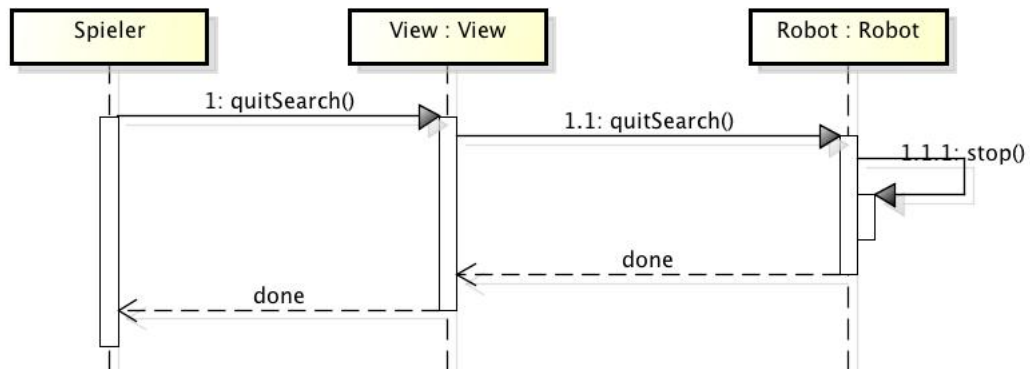 Spieler
View : View
Robot : Robot
1: quitSearch()
1.1: quitSearch()
1.1.1: stop()
done
done